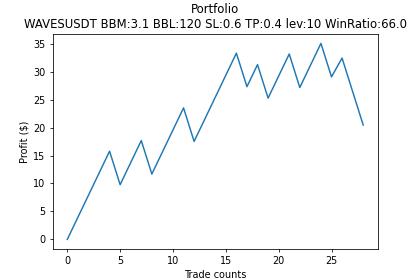 Portfolio
WAVESUSDT BBM:3.1 BBL:120 SL:0.6 TP:0.4 lev:10 WinRatio:66.0
35
30
25
20
15
10
5
0
Profit ($)
0 5 10 15 20 25
Trade counts